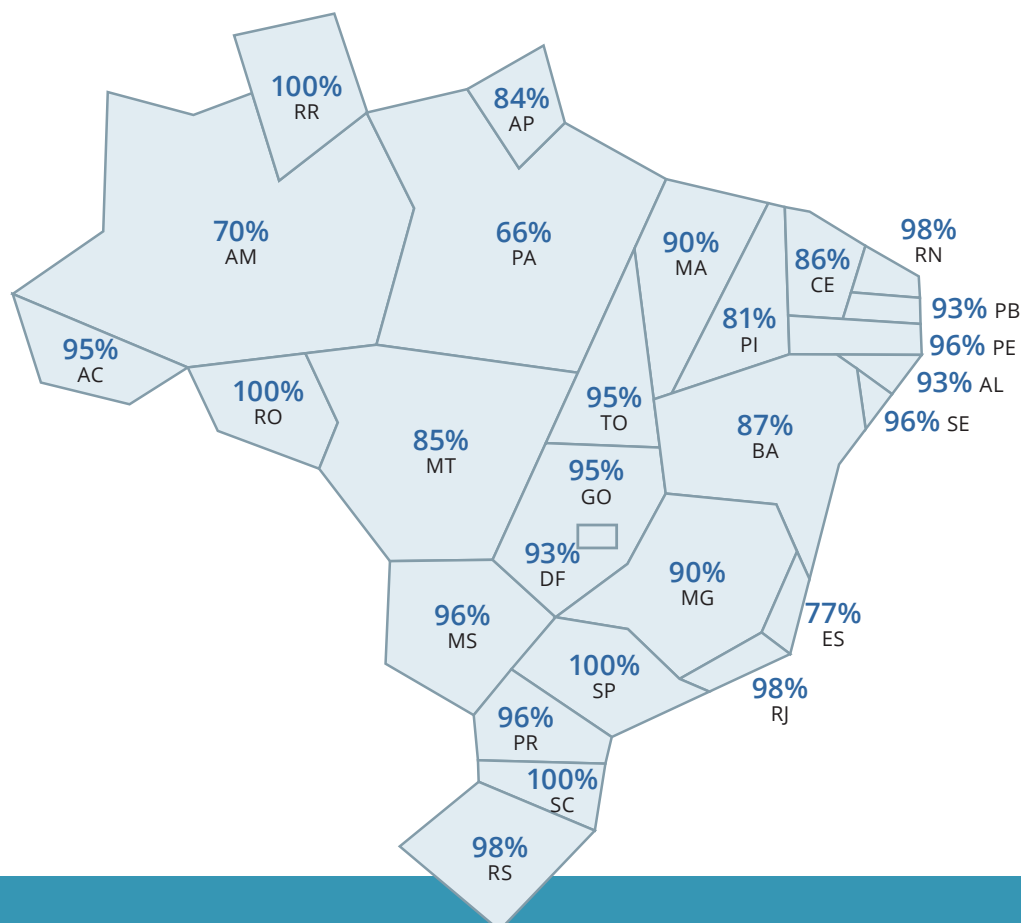 100%
RR
84%
AP
70%
AM
66%
PA
90%
MA
98%
RN
86%
CE
93% PB
81%
PI
96% PE
95%
AC
93% AL
100%
RO
95%
TO
96% SE
85%
MT
87%
BA
95%
GO
93%
DF
90%
MG
96%
MS
77%
ES
100%
SP
98%
RJ
96%
PR
100%
SC
98%
RS